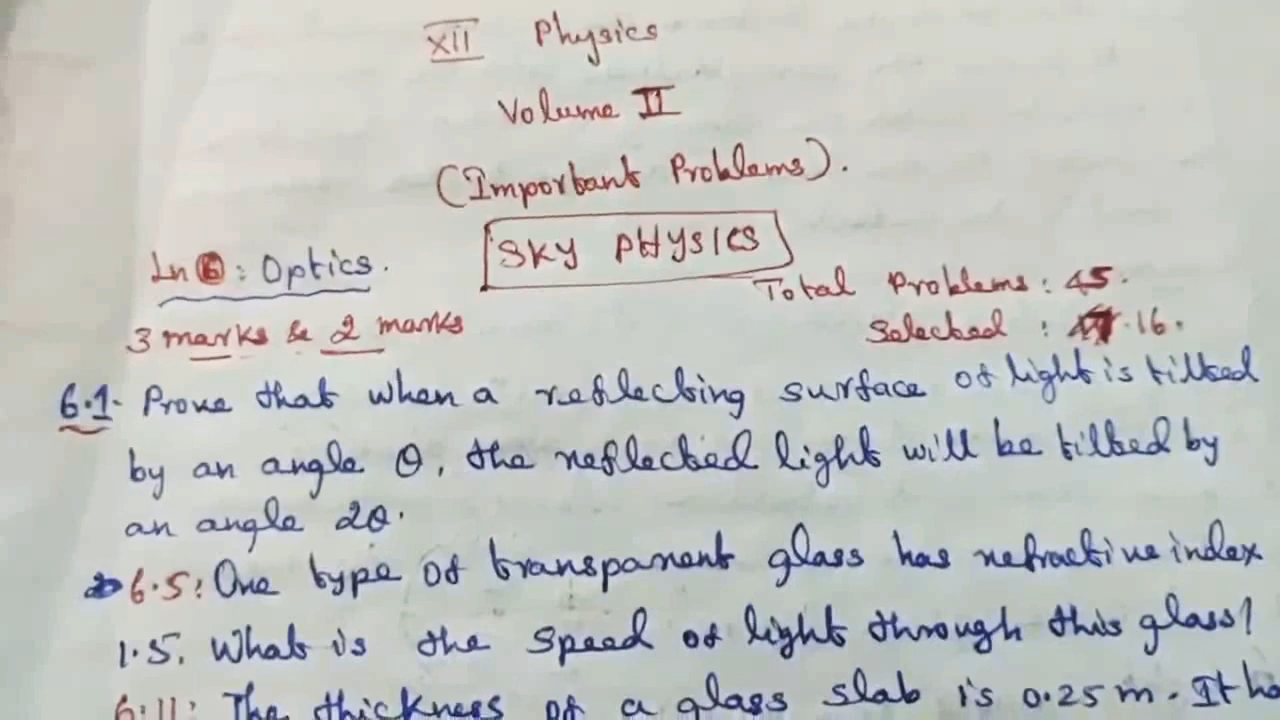 XII Physics
Volume II
(Important Problems).
SKY PHYSICS
Ln 6: Optics.
Total Problems: 45.
3 marks & 2 marks
Selected : 16.
6.1. Prove that when a reflecting surface of light is tilted
by an angle θ, the reflected light will be tilted by
an angle 2θ.
6.5: One type of transparent glass has refractive index
1.5. What is the speed of light through this glass?
6.11: The thickness of a glass slab is 0.25 m. It